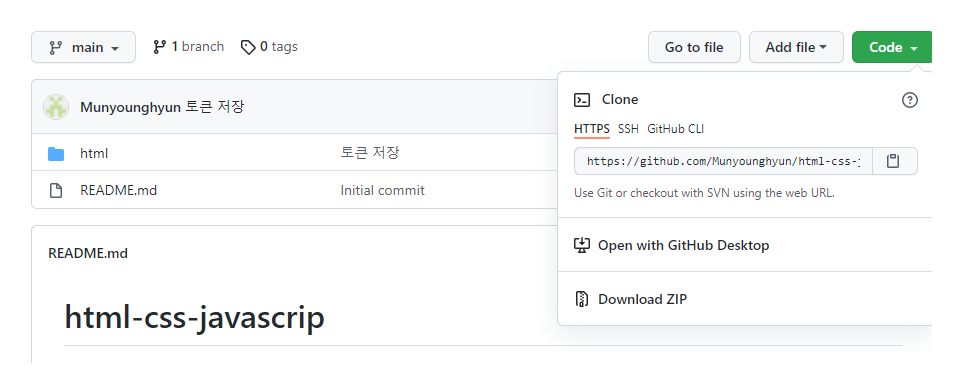 main 1 branch 0 tags Go to file Add file Code
Munyounghyun 토큰 저장
html 토큰 저장
README.md Initial commit
Clone
HTTPS SSH GitHub CLI
https://github.com/Munyounghyun/html-css-j
Use Git or checkout with SVN using the web URL.
Open with GitHub Desktop
Download ZIP
README.md
html-css-javascrip